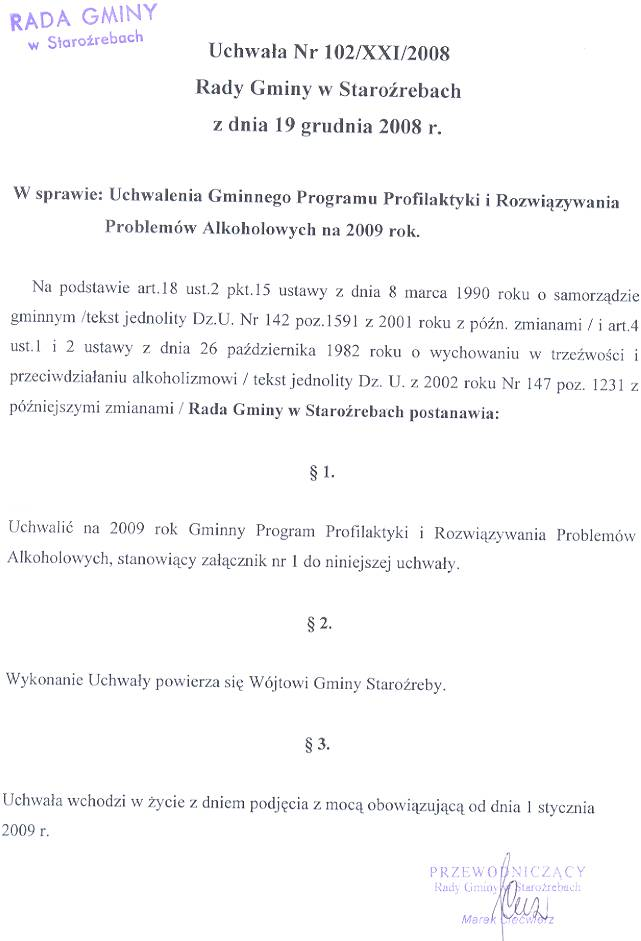 RADA GMINY
w Staroźrebach
Uchwała Nr 102/XXI/2008
Rady Gminy w Staroźrebach
z dnia 19 grudnia 2008 r.
W sprawie: Uchwalenia Gminnego Programu Profilaktyki i Rozwiązywania
Problemów Alkoholowych na 2009 rok.
Na podstawie art.18 ust.2 pkt.15 ustawy z dnia 8 marca 1990 roku o samorządzie
gminnym /tekst jednolity Dz.U. Nr 142 poz.1591 z 2001 roku z późn. zmianami / i art.4
ust.1 i 2 ustawy z dnia 26 października 1982 roku o wychowaniu w trzeźwości i
przeciwdziałaniu alkoholizmowi / tekst jednolity Dz. U. z 2002 roku Nr 147 poz. 1231 z
późniejszymi zmianami / Rada Gminy w Staroźrebach postanawia:
§ 1.
Uchwalić na 2009 rok Gminny Program Profilaktyki i Rozwiązywania Problemów
Alkoholowych, stanowiący załącznik nr 1 do niniejszej uchwały.
§ 2.
Wykonanie Uchwały powierza się Wójtowi Gminy Staroźreby.
§ 3.
Uchwała wchodzi w życie z dniem podjęcia z mocą obowiązującą od dnia 1 stycznia
2009 r.
PRZEWODNICZĄCY
Rady Gminy w Staroźrebach
Marek